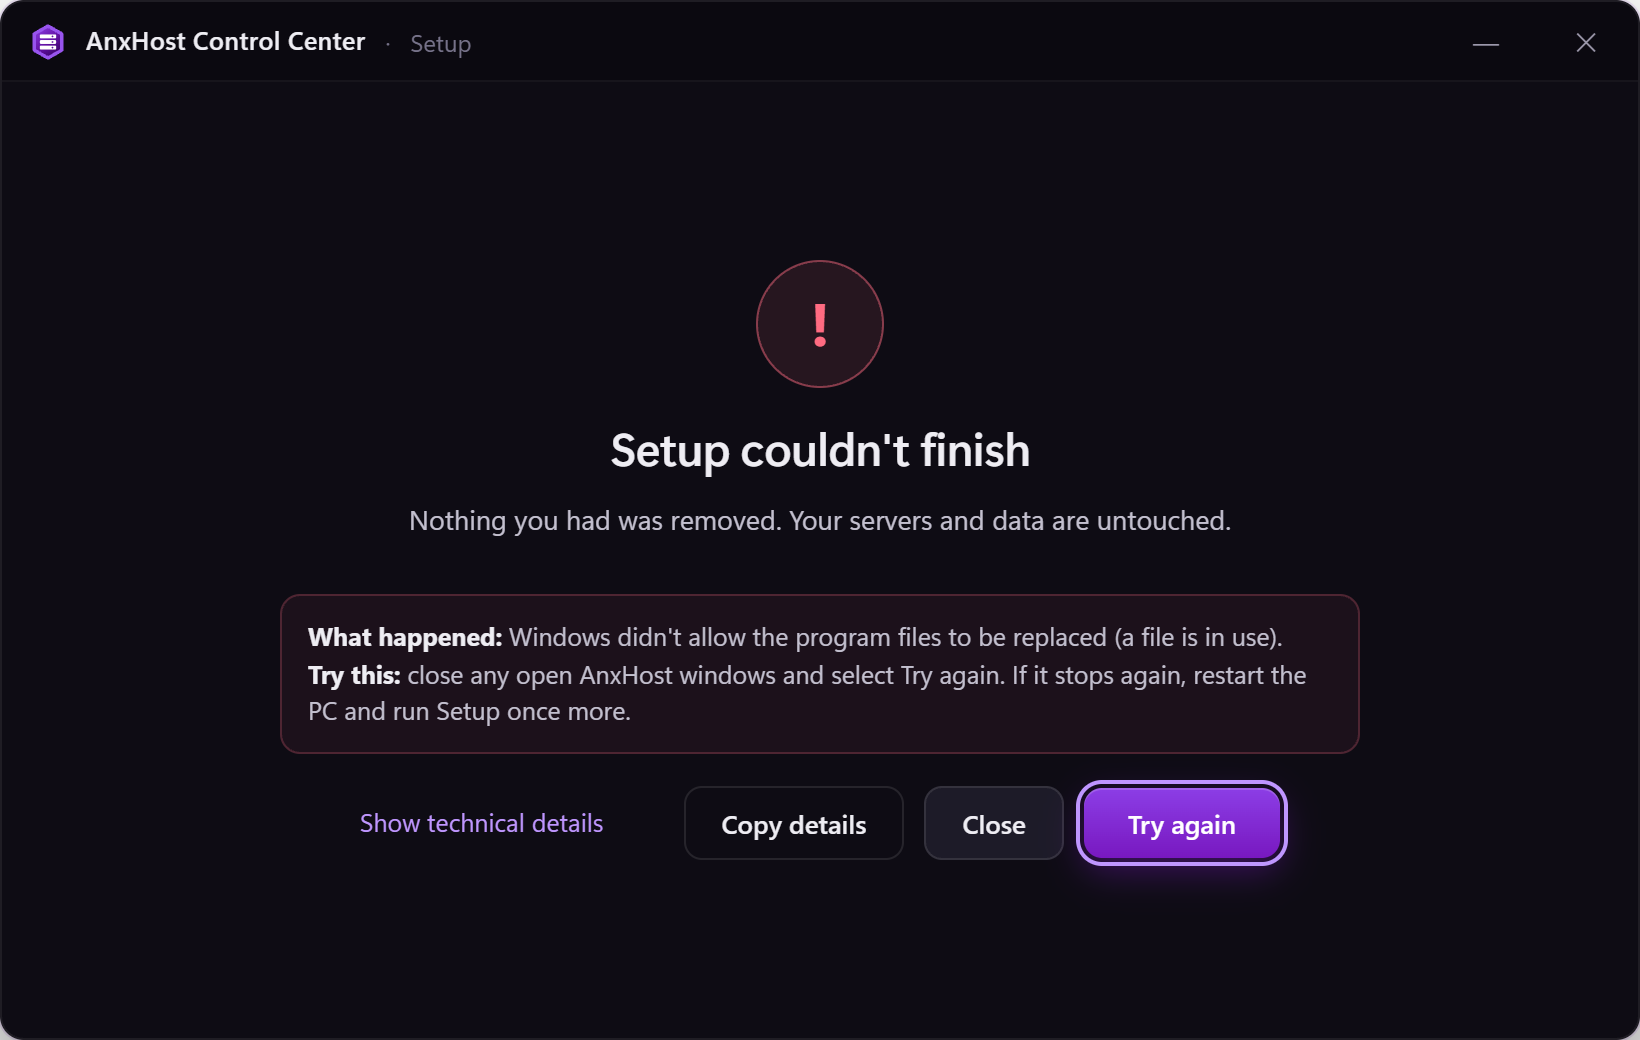 AnxHost Control Center · Setup
!
Setup couldn't finish
Nothing you had was removed. Your servers and data are untouched.
What happened: Windows didn't allow the program files to be replaced (a file is in use).
Try this: close any open AnxHost windows and select Try again. If it stops again, restart the
PC and run Setup once more.
Show technical details
Copy details
Close
Try again